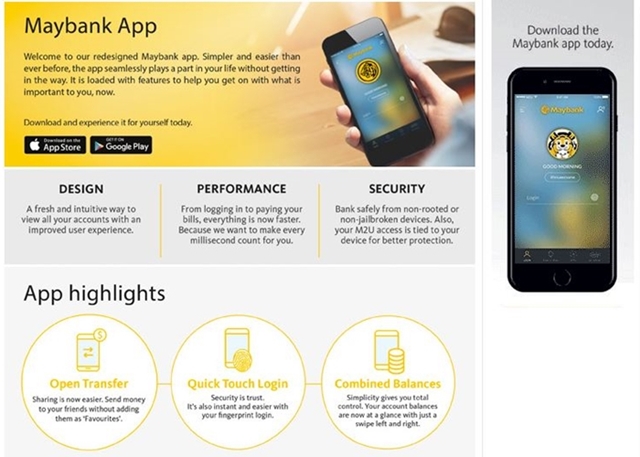 Maybank App
Welcome to our redesigned Maybank app. Simpler and easier than
ever before, the app seamlessly plays a part in your life without getting
in the way. It is loaded with features to help you get on with what is
important to you, now.
Download and experience it for yourself today.
Download on the
App Store
GET IT ON
Google Play
Maybank
DESIGN
A fresh and intuitive way to
view all your accounts with an
improved user experience.
PERFORMANCE
From logging in to paying your
bills, everything is now faster.
Because we want to make every
millisecond count for you.
SECURITY
Bank safely from non-rooted or
non-jailbroken devices. Also,
your M2U access is tied to your
device for better protection.
App highlights
$
Open Transfer
Sharing is now easier. Send money
to your friends without adding
them as 'Favourites'.
Quick Touch Login
Security is trust.
It's also instant and easier with
your fingerprint login.
Combined Balances
Simplicity gives you total
control. Your account balances
are now at a glance with just a
swipe left and right.
Download the
Maybank app today.
Maybank
GOOD MORNING
Login